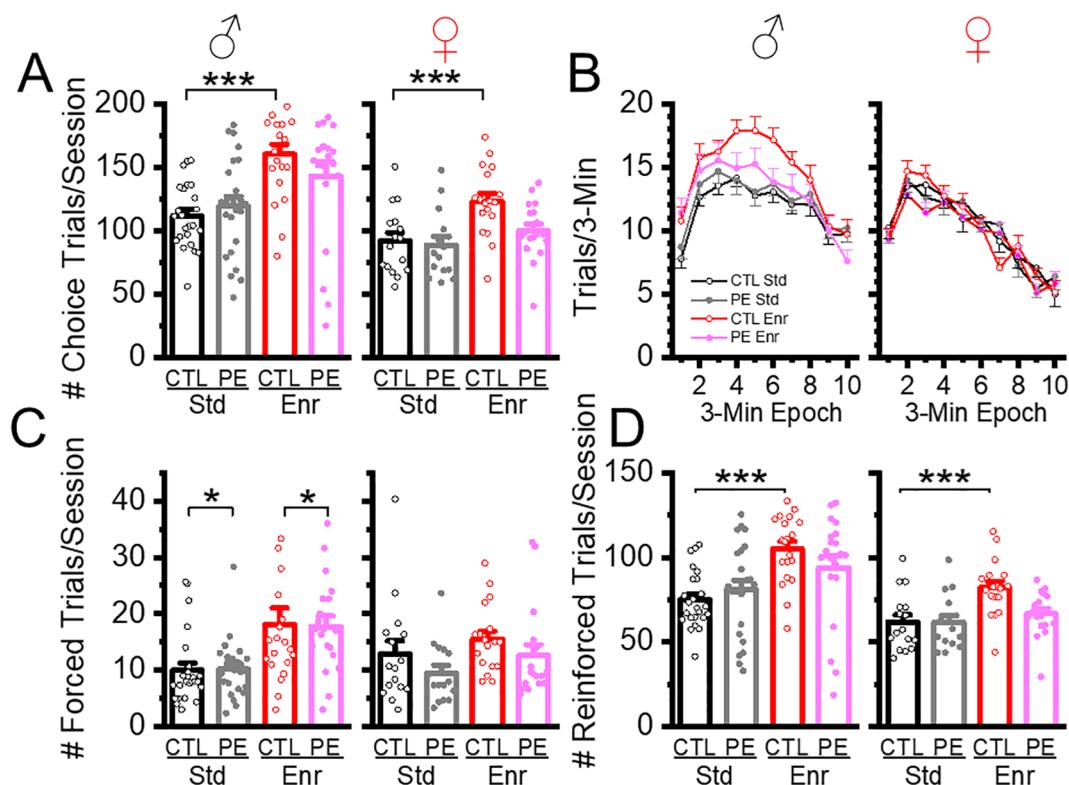 ♂ ♀ ♂ ♀
A
# Choice Trials/Session
200
150
100
50
0
***
***
CTL PE CTL PE
Std Enr
CTL PE CTL PE
Std Enr
B
Trials/3-Min
20
15
10
5
0
CTL Std
PE Std
CTL Enr
PE Enr
2 4 6 8 10
3-Min Epoch
2 4 6 8 10
3-Min Epoch
C
# Forced Trials/Session
40
30
20
10
0
*
*
CTL PE CTL PE
Std Enr
CTL PE CTL PE
Std Enr
D
# Reinforced Trials/Session
150
100
50
0
***
***
CTL PE CTL PE
Std Enr
CTL PE CTL PE
Std Enr